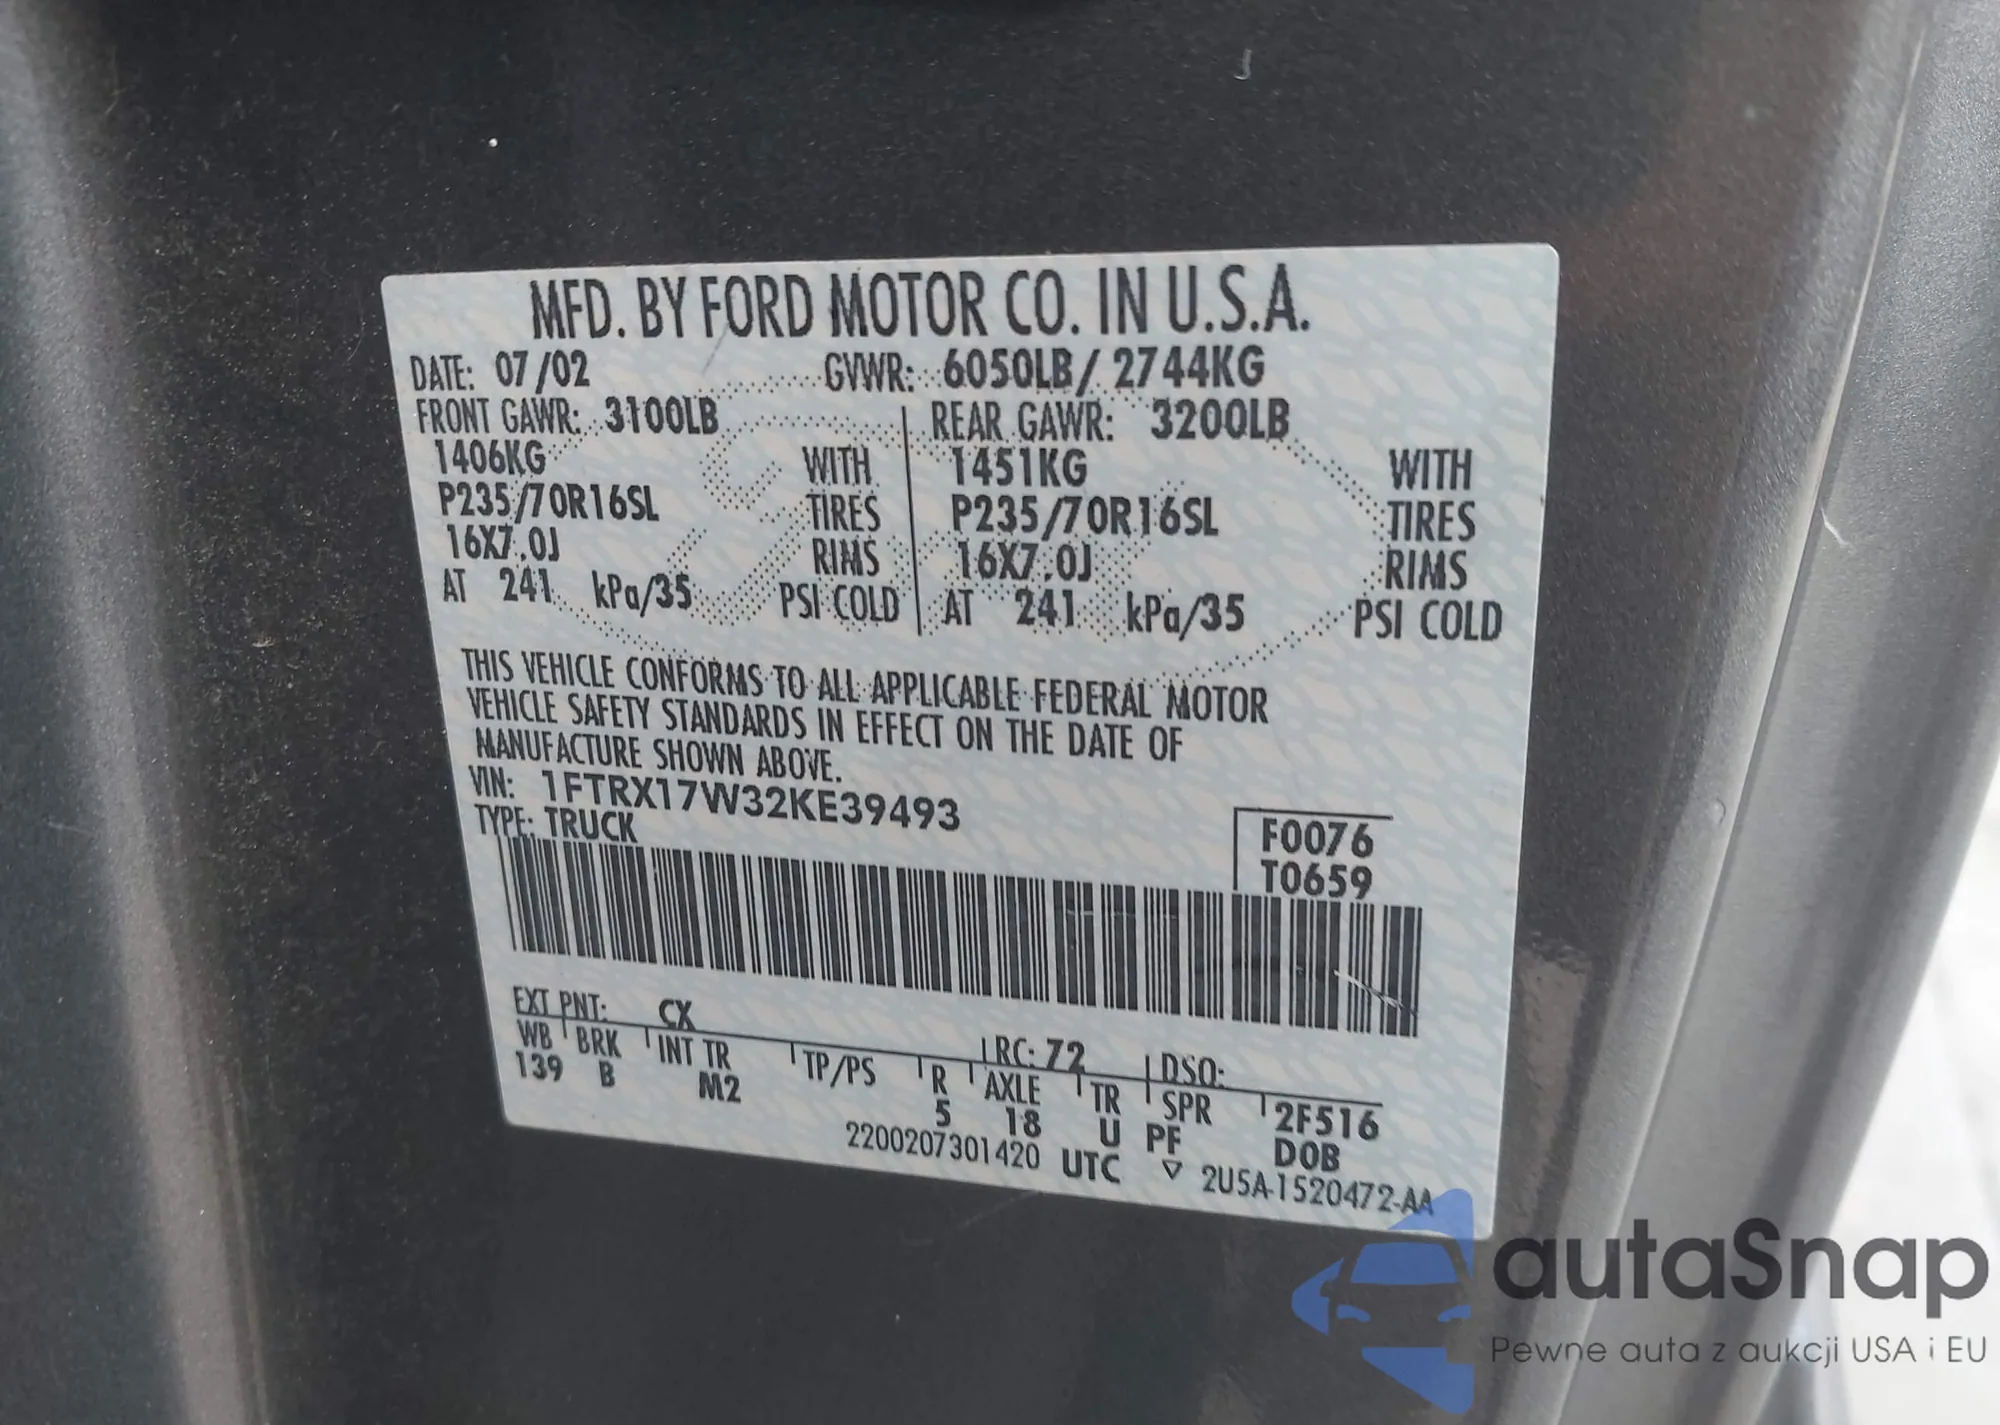 MFD. BY FORD MOTOR CO. IN U.S.A.
DATE: 07/02 GVWR: 6050LB / 2744KG
FRONT GAWR: 3100LB REAR GAWR: 3200LB
1406KG WITH 1451KG WITH
P235/70R16SL TIRES P235/70R16SL TIRES
16X7.0J RIMS 16X7.0J RIMS
AT 241 kPa/35 PSI COLD AT 241 kPa/35 PSI COLD
THIS VEHICLE CONFORMS TO ALL APPLICABLE FEDERAL MOTOR
VEHICLE SAFETY STANDARDS IN EFFECT ON THE DATE OF
MANUFACTURE SHOWN ABOVE.
VIN: 1FTRX17W32KE39493
TYPE: TRUCK
F0076
T0659
EXT PNT: CX RC: 72 DSO:
WB BRK INT TR TP/PS R AXLE TR SPR 2F516
139 B M2 5 18 U PF D0B
2200207301420 UTC ▽ 2U5A-1520472-AA
autaSnap
Pewne auta z aukcji USA i EU